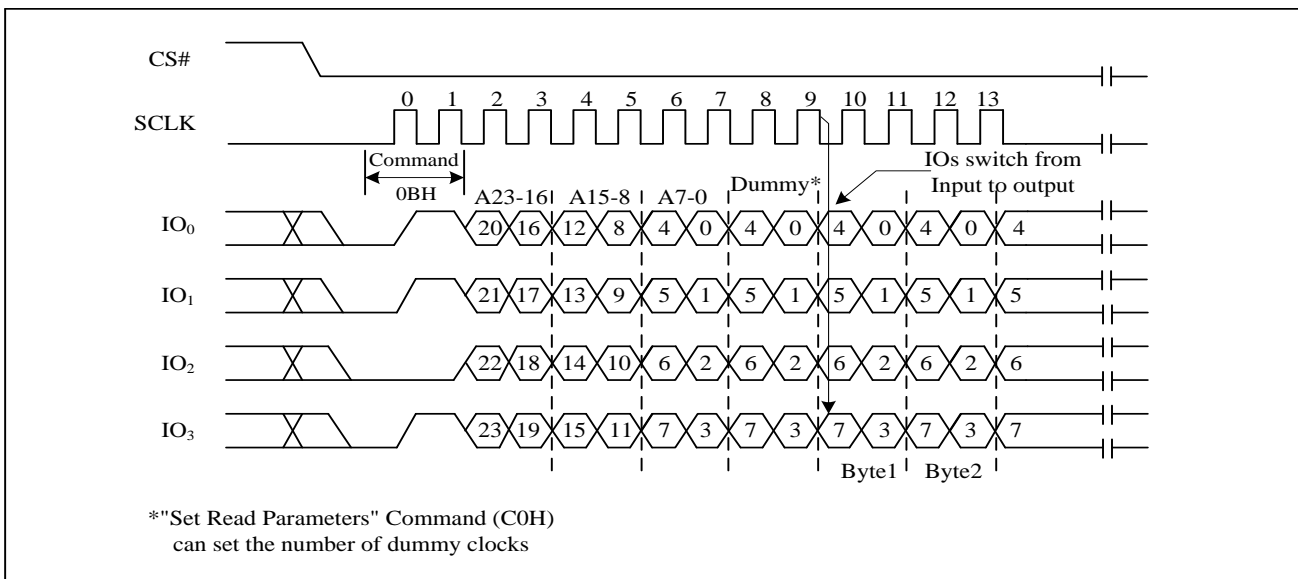 CS#
0 1 2 3 4 5 6 7 8 9 10 11 12 13
SCLK
Command
0BH
IOs switch from
Input to output
A23-16 A15-8 A7-0 Dummy*
IO0 20 16 12 8 4 0 4 0 4 0 4 0 4
IO1 21 17 13 9 5 1 5 1 5 1 5 1 5
IO2 22 18 14 10 6 2 6 2 6 2 6 2 6
IO3 23 19 15 11 7 3 7 3 7 3 7 3 7
Byte1 Byte2
*"Set Read Parameters" Command (C0H)
can set the number of dummy clocks